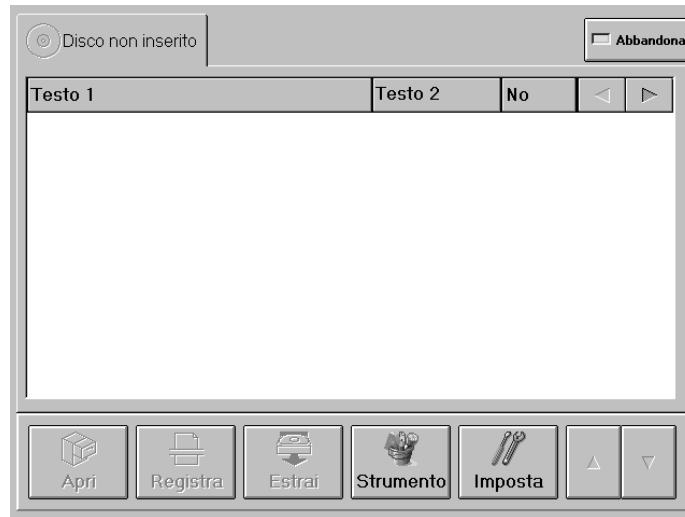 Disco non inserito
Abbandona
Testo 1 Testo 2 No
Apri Registra Estrai Strumento Imposta